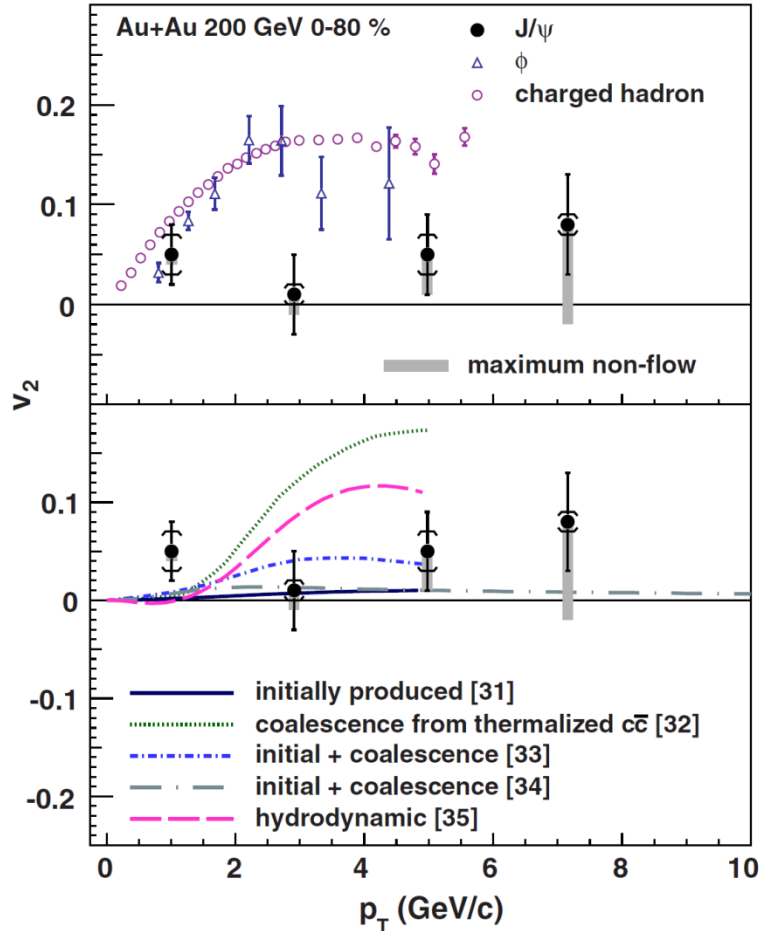 Au+Au 200 GeV 0-80 %
J/ψ
ϕ
charged hadron
0.2
0.1
0
maximum non-flow
v₂
0.1
0
-0.1
-0.2
initially produced [31]
coalescence from thermalized cc̅ [32]
initial + coalescence [33]
initial + coalescence [34]
hydrodynamic [35]
0 2 4 6 8 10
p_T (GeV/c)